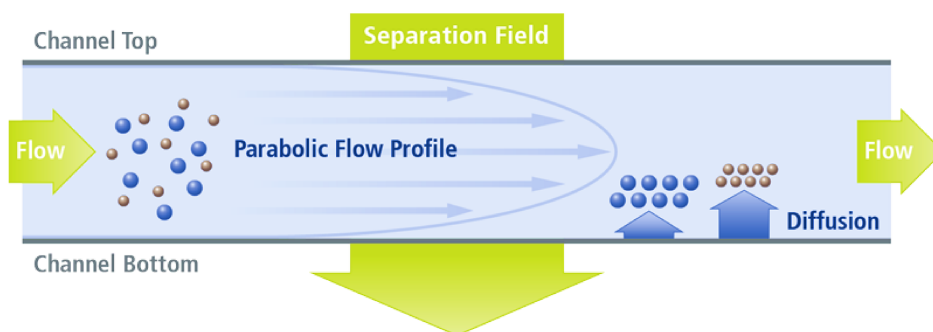 Channel Top
Separation Field
Flow
Parabolic Flow Profile
Flow
Diffusion
Channel Bottom